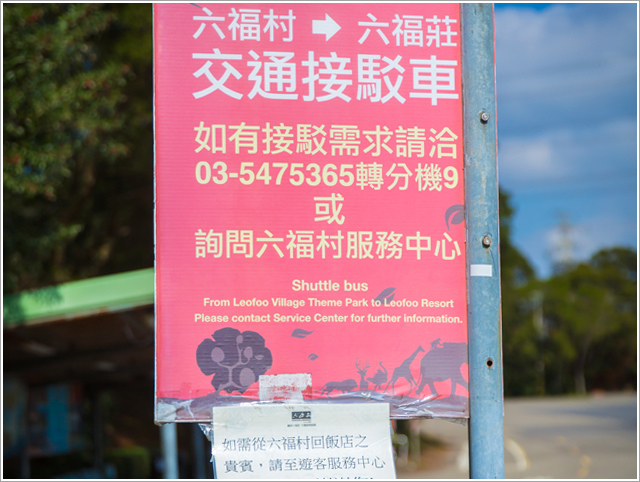 六福村 ➡ 六福莊
交通接駁車
如有接駁需求請洽
03-5475365轉分機9
或
詢問六福村服務中心
Shuttle bus
From Leofoo Village Theme Park to Leofoo Resort
Please contact Service Center for further information.
如需從六福村回飯店之
貴賓，請至遊客服務中心